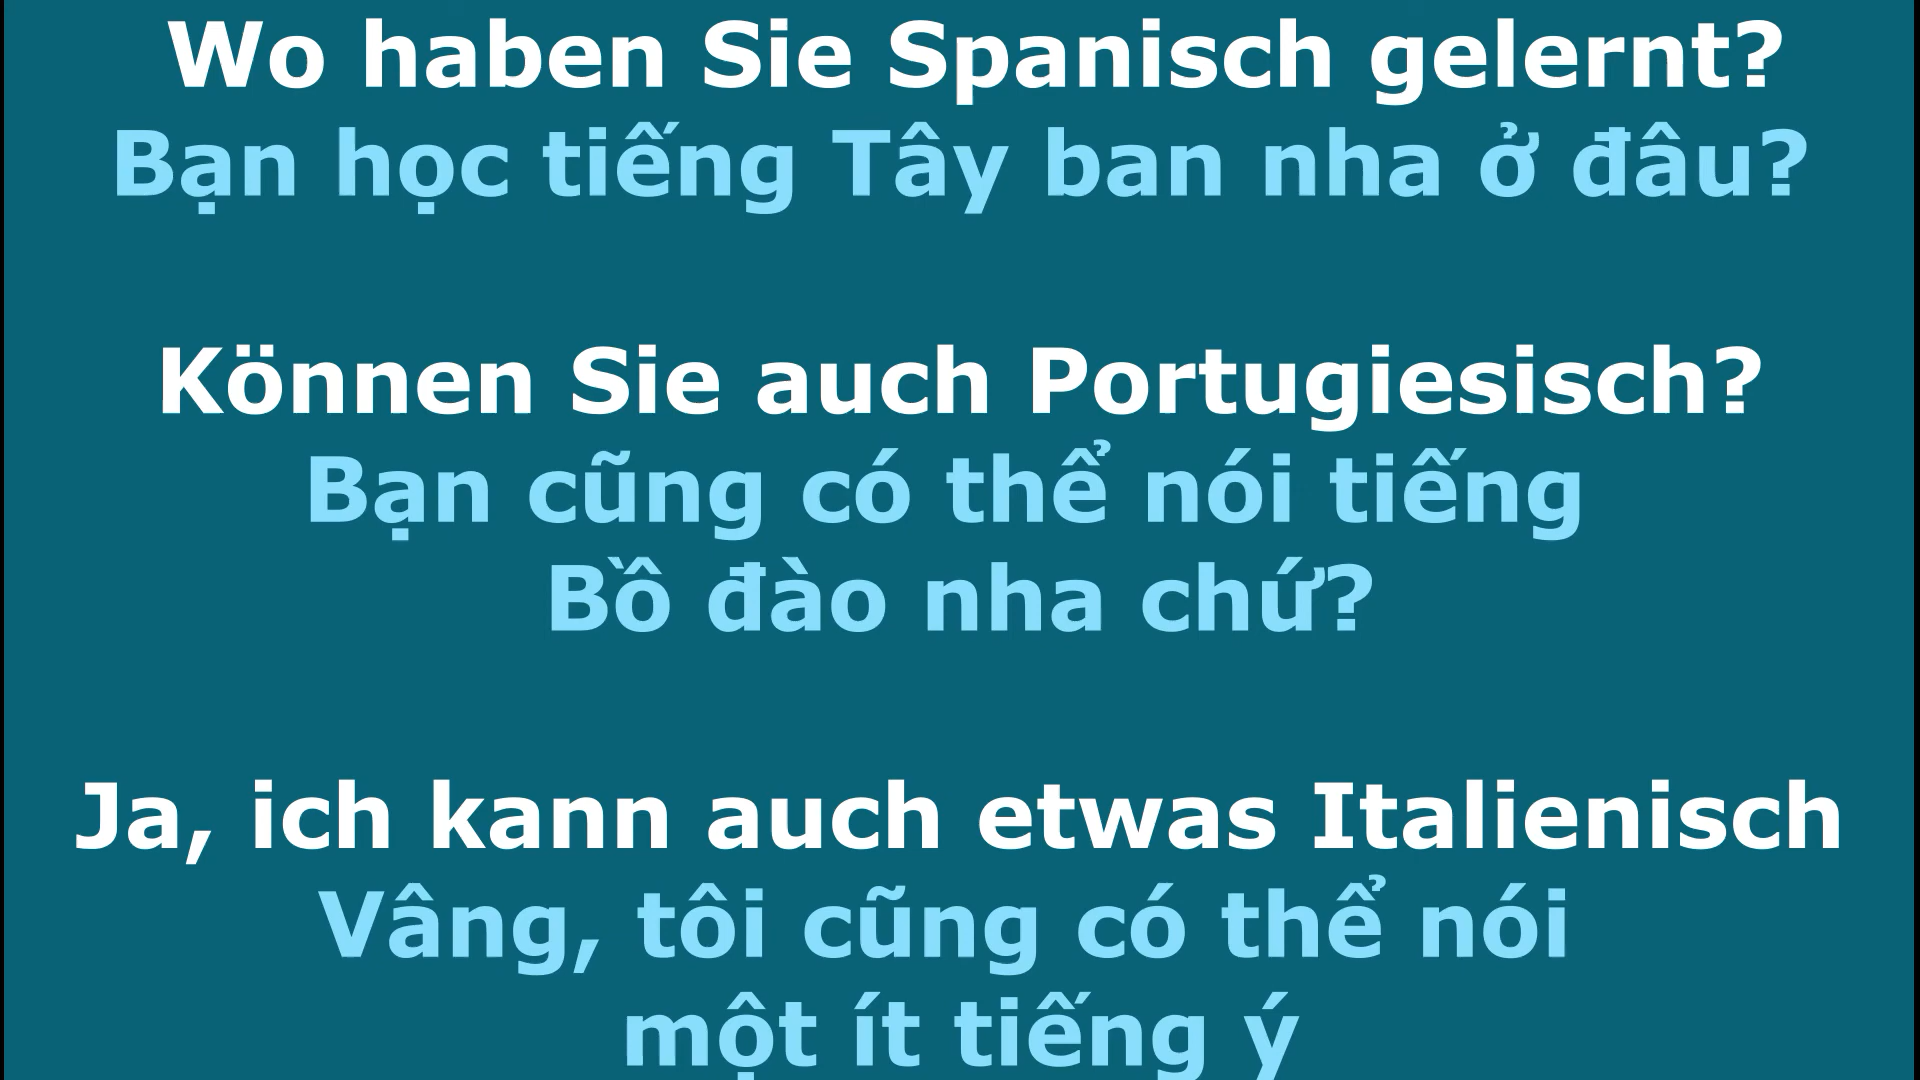 Wo haben Sie Spanisch gelernt?
Bạn học tiếng Tây ban nha ở đâu?
Können Sie auch Portugiesisch?
Bạn cũng có thể nói tiếng
Bồ đào nha chứ?
Ja, ich kann auch etwas Italienisch
Vâng, tôi cũng có thể nói
một ít tiếng ý